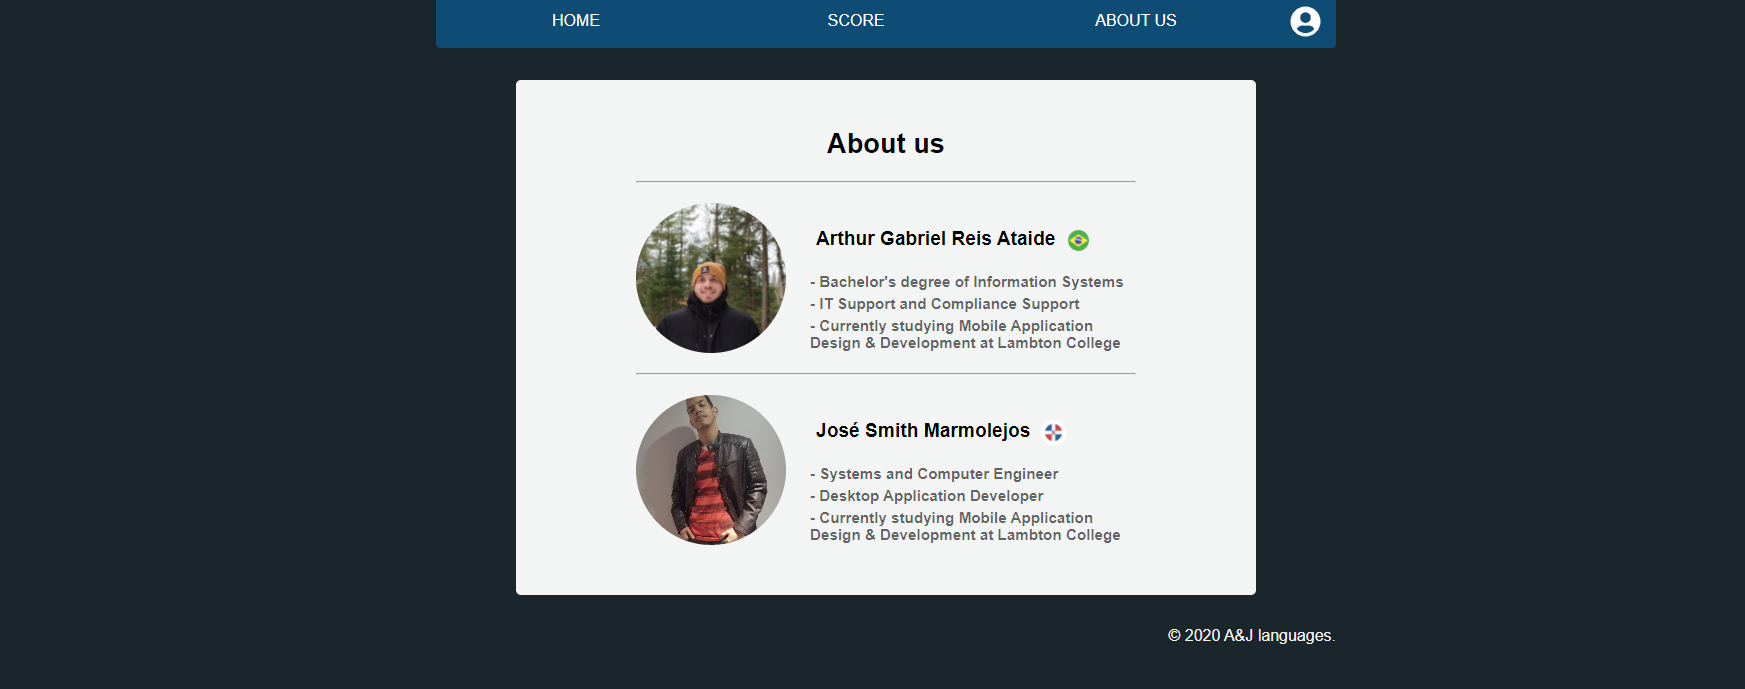 HOME SCORE ABOUT US
About us
Arthur Gabriel Reis Ataide
- Bachelor's degree of Information Systems
- IT Support and Compliance Support
- Currently studying Mobile Application
Design & Development at Lambton College
José Smith Marmolejos
- Systems and Computer Engineer
- Desktop Application Developer
- Currently studying Mobile Application
Design & Development at Lambton College
© 2020 A&J languages.